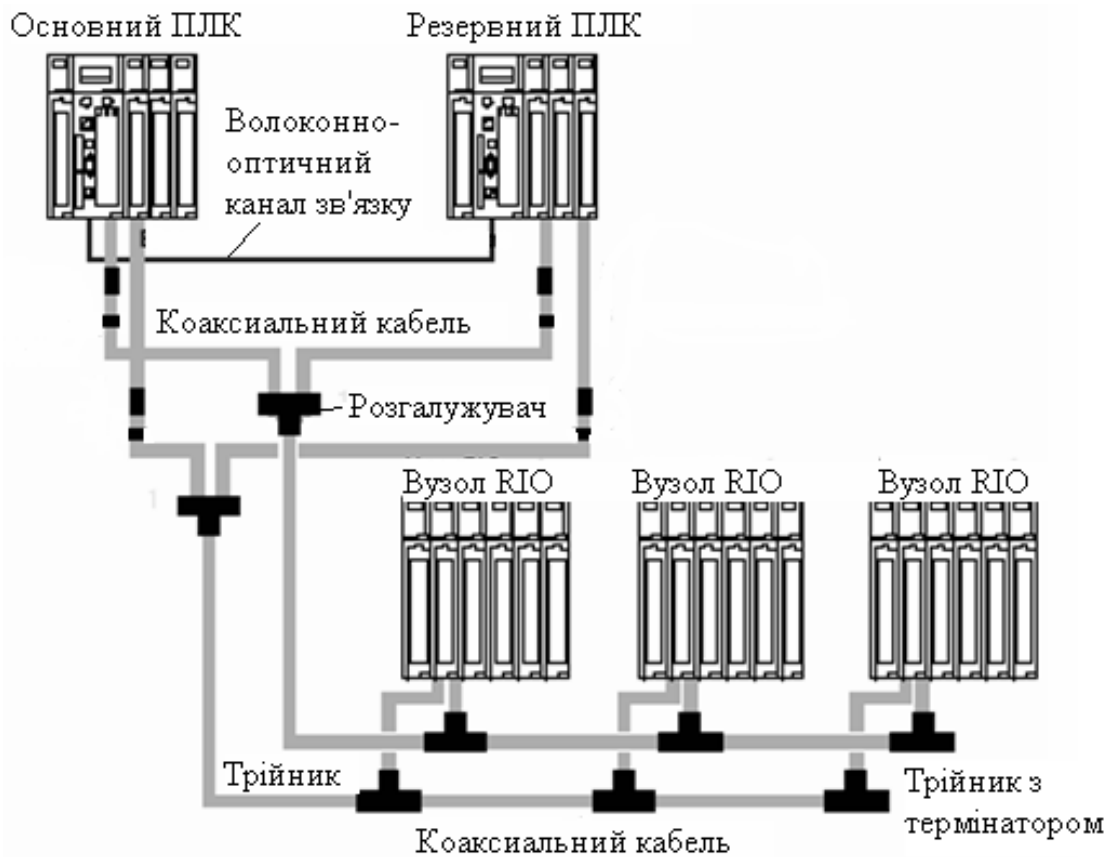 Основний ПЛК
Резервний ПЛК
Волоконно-
оптичний
канал зв'язку
Коаксиальний кабель
Розгалужувач
Вузол RIO
Вузол RIO
Вузол RIO
Трійник
Трійник з
термінатором
Коаксиальний кабель